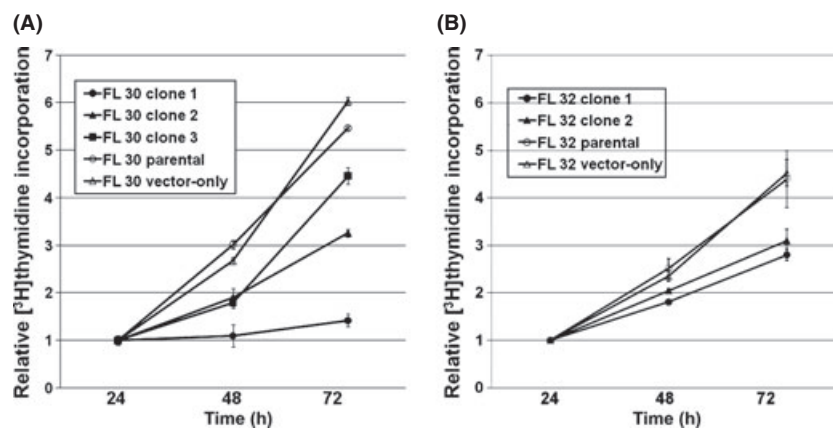 (A)
Relative [³H]thymidine incorporation
7
6
5
4
3
2
1
0
FL 30 clone 1
FL 30 clone 2
FL 30 clone 3
FL 30 parental
FL 30 vector-only
24
48
72
Time (h)
(B)
Relative [³H]thymidine incorporation
7
6
5
4
3
2
1
0
FL 32 clone 1
FL 32 clone 2
FL 32 parental
FL 32 vector-only
24
48
72
Time (h)